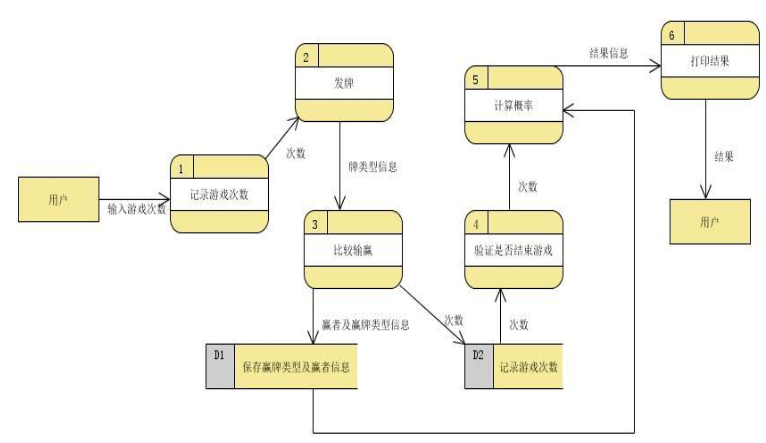 用户
输入游戏次数
1
记录游戏次数
次数
2
发牌
牌类型信息
3
比较输赢
赢者及赢牌类型信息
次数
D1
保存赢牌类型及赢者信息
D2
记录游戏次数
次数
4
验证是否结束游戏
次数
5
计算概率
结果信息
6
打印结果
结果
用户